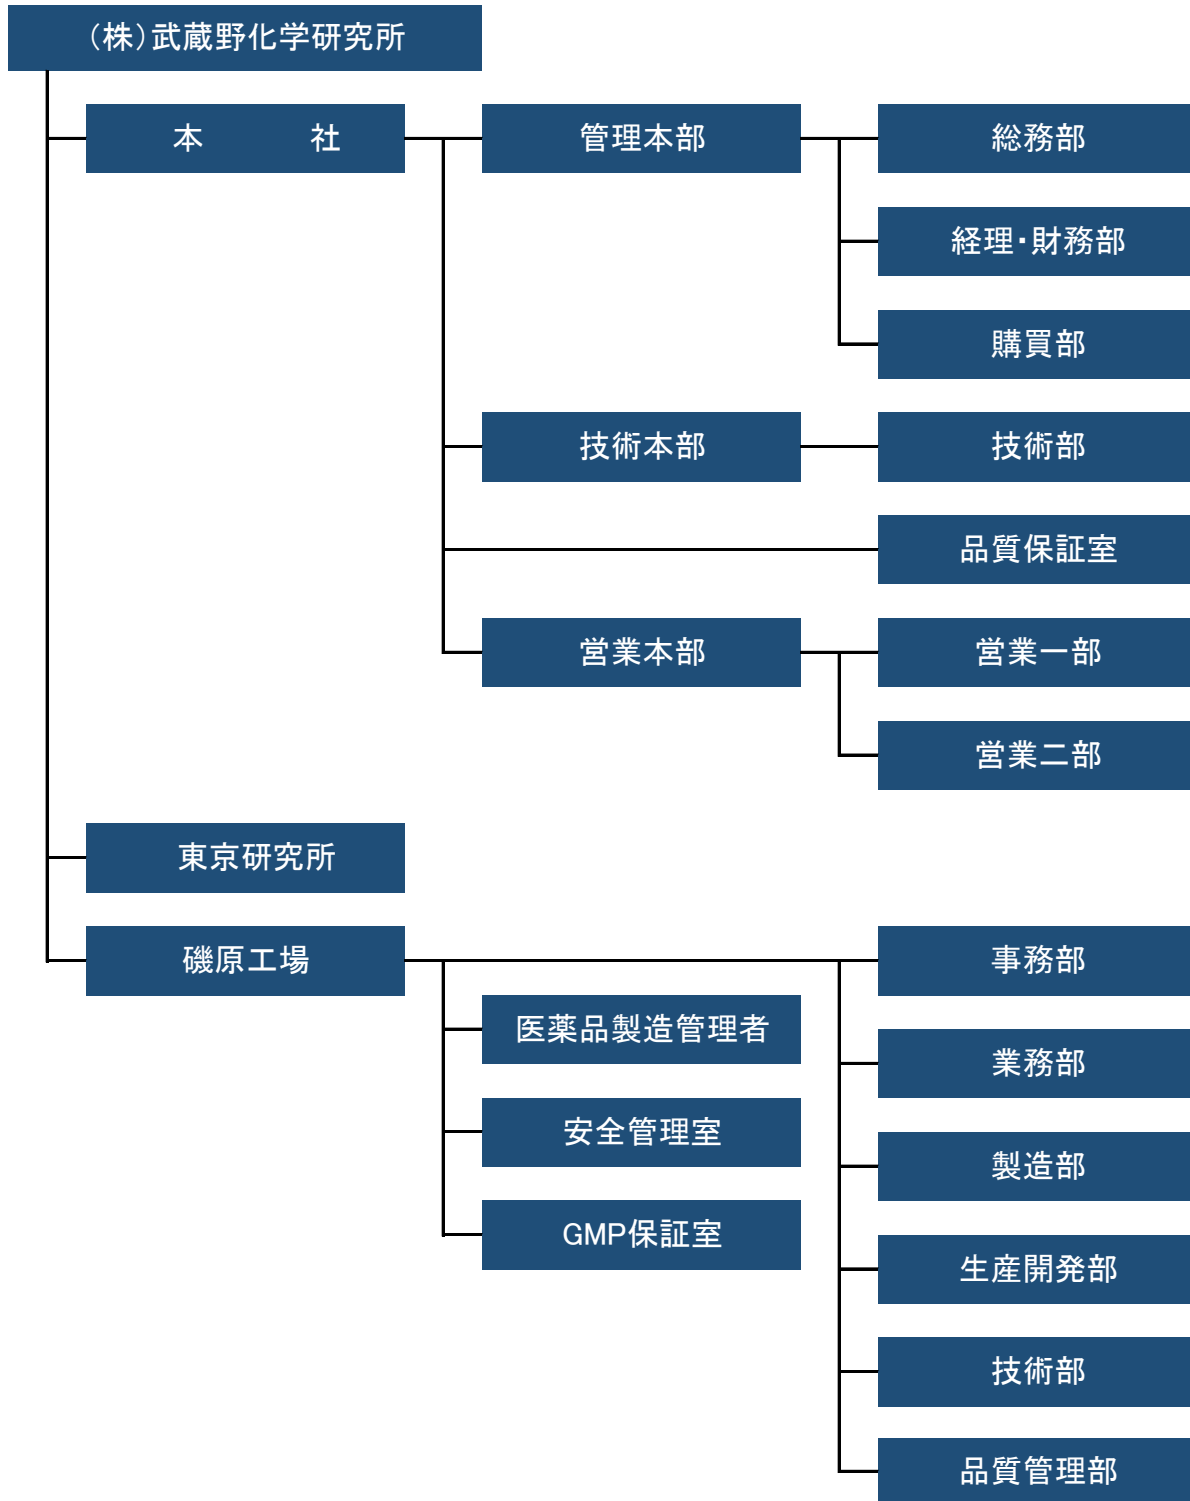 （株）武蔵野化学研究所
本　　　社
管理本部
総務部
経理・財務部
購買部
技術本部
技術部
品質保証室
営業本部
営業一部
営業二部
東京研究所
磯原工場
事務部
医薬品製造管理者
業務部
安全管理室
製造部
GMP保証室
生産開発部
技術部
品質管理部